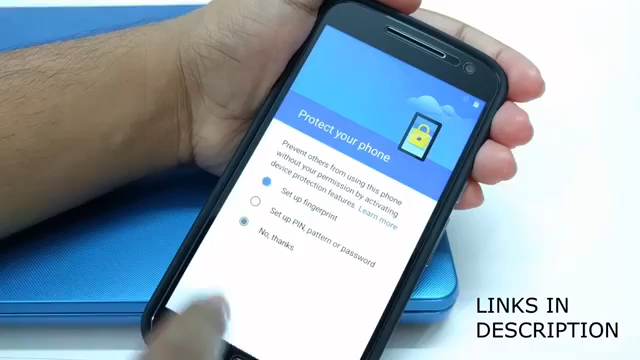 Protect your phone
Prevent others from using this phone
without your permission by activating
device protection features. Learn more
Set up fingerprint
Set up PIN, pattern or password
No, thanks
LINKS IN
DESCRIPTION